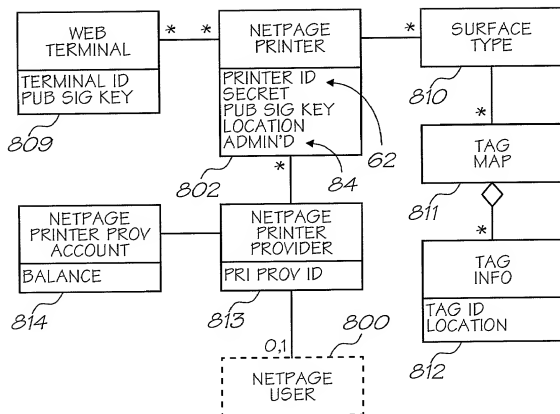 WEB
TERMINAL
TERMINAL ID
PUB SIG KEY
809
*
*
NETPAGE
PRINTER
PRINTER ID
SECRET
PUB SIG KEY
LOCATION
ADMIN'D
802
62
84
*
*
SURFACE
TYPE
810
*
TAG
MAP
811
*
TAG
INFO
TAG ID
LOCATION
812
NETPAGE
PRINTER PROV
ACCOUNT
BALANCE
814
NETPAGE
PRINTER
PROVIDER
PRI PROV ID
813
800
0,1
NETPAGE
USER